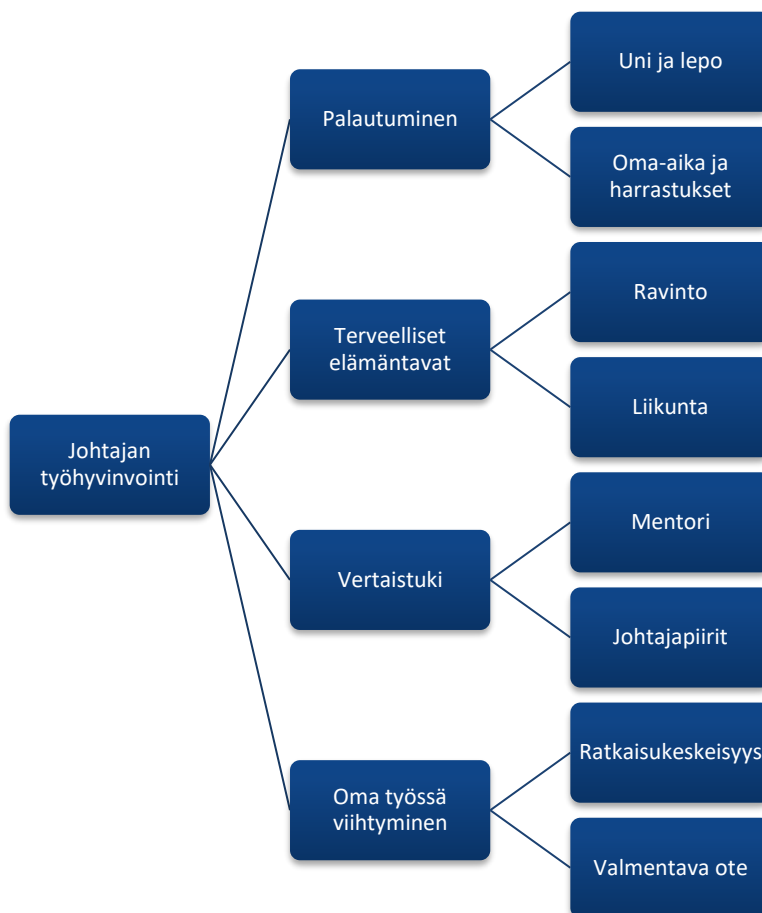 Johtajan
työhyvinvointi
Palautuminen
Uni ja lepo
Oma-aika ja
harrastukset
Terveelliset
elämäntavat
Ravinto
Liikunta
Vertaistuki
Mentori
Johtajapiirit
Oma työssä
viihtyminen
Ratkaisukeskeisyys
Valmentava ote